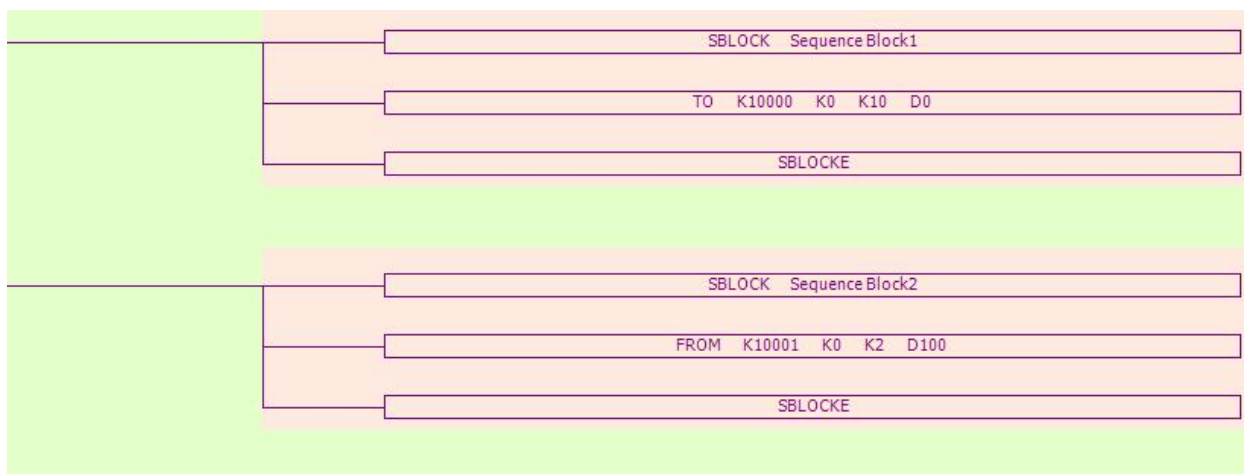 SBLOCK Sequence Block1
TO K10000 K0 K10 D0
SBLOCKE
SBLOCK Sequence Block2
FROM K10001 K0 K2 D100
SBLOCKE